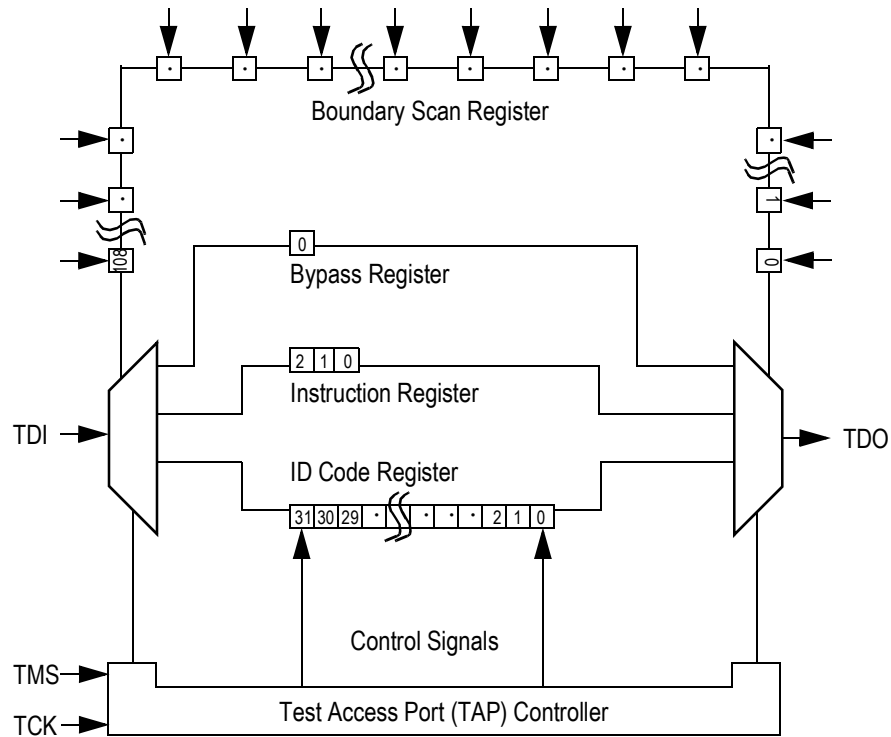 Boundary Scan Register
1
108
0
0
Bypass Register
2 1 0
Instruction Register
TDI
TDO
ID Code Register
31 30 29 · · · · 2 1 0
Control Signals
TMS
Test Access Port (TAP) Controller
TCK